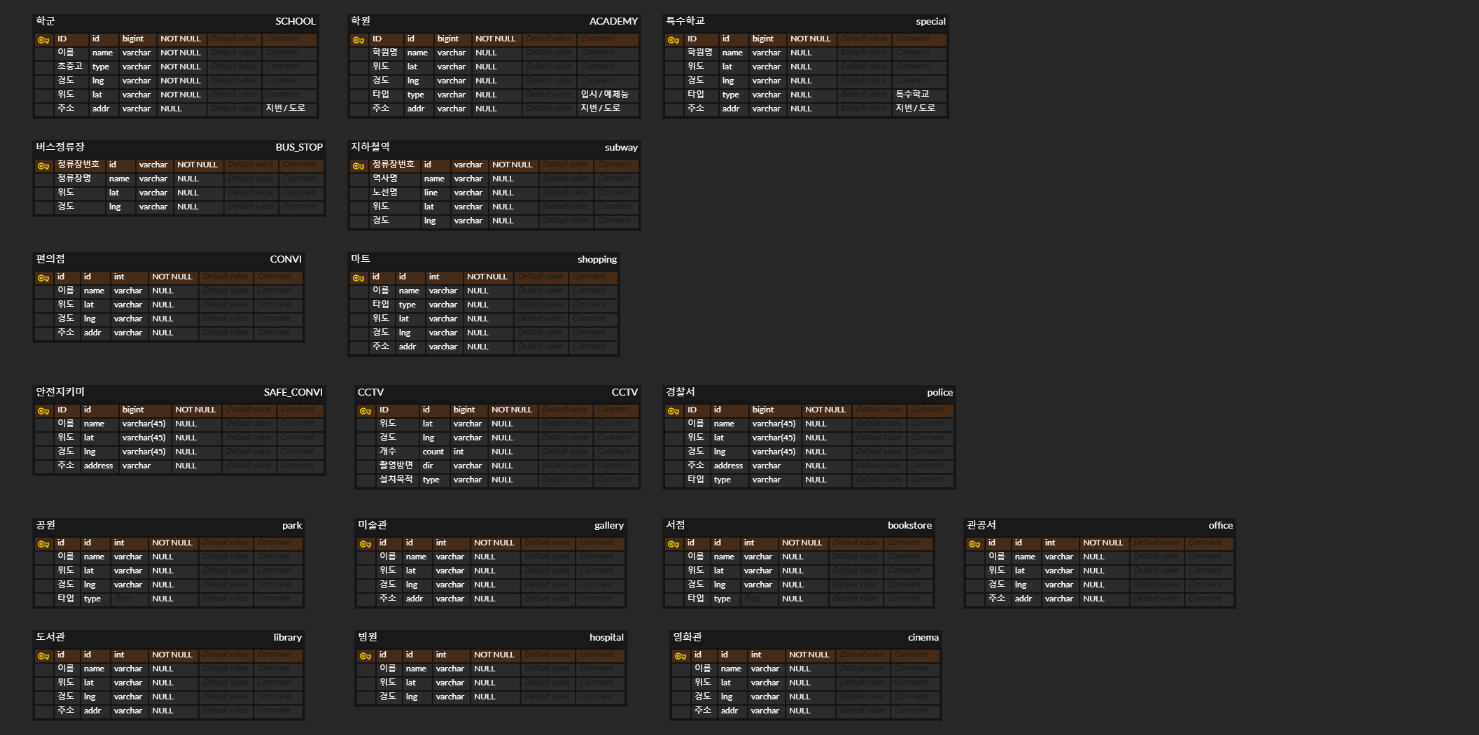 학군 SCHOOL
ID id bigint NOT NULL Default value Comment
이름 name varchar NOT NULL Default value Comment
초중고 type varchar NOT NULL Default value Comment
경도 lng varchar NOT NULL Default value Comment
위도 lat varchar NOT NULL Default value Comment
주소 addr varchar NULL Default value 지번 / 도로
학원 ACADEMY
ID id bigint NOT NULL Default value Comment
학원명 name varchar NULL Default value Comment
위도 lat varchar NULL Default value Comment
경도 lng varchar NULL Default value Comment
타입 type varchar NULL Default value 입시 / 예체능
주소 addr varchar NULL Default value 지번 / 도로
특수학교 special
ID id bigint NOT NULL Default value Comment
학원명 name varchar NULL Default value Comment
위도 lat varchar NULL Default value Comment
경도 lng varchar NULL Default value Comment
타입 type varchar NULL Default value 특수학교
주소 addr varchar NULL Default value 지번 / 도로
버스정류장 BUS_STOP
정류장번호 id varchar NOT NULL Default value Comment
정류장명 name varchar NULL Default value Comment
위도 lat varchar NULL Default value Comment
경도 lng varchar NULL Default value Comment
지하철역 subway
정류장번호 id varchar NOT NULL Default value Comment
역사명 name varchar NULL Default value Comment
노선명 line varchar NULL Default value Comment
위도 lat varchar NULL Default value Comment
경도 lng varchar NULL Default value Comment
편의점 CONVI
id id int NOT NULL Default value Comment
이름 name varchar NULL Default value Comment
위도 lat varchar NULL Default value Comment
경도 lng varchar NULL Default value Comment
주소 addr varchar NULL Default value Comment
마트 shopping
id id int NOT NULL Default value Comment
이름 name varchar NULL Default value Comment
타입 type varchar NULL Default value Comment
위도 lat varchar NULL Default value Comment
경도 lng varchar NULL Default value Comment
주소 addr varchar NULL Default value Comment
안전지키미 SAFE_CONVI
ID id bigint NOT NULL Default value Comment
이름 name varchar(45) NULL Default value Comment
위도 lat varchar(45) NULL Default value Comment
경도 lng varchar(45) NULL Default value Comment
주소 address varchar NULL Default value Comment
CCTV CCTV
ID id bigint NOT NULL Default value Comment
위도 lat varchar NULL Default value Comment
경도 lng varchar NULL Default value Comment
개수 count int NULL Default value Comment
촬영방면 dir varchar NULL Default value Comment
설치목적 type varchar NULL Default value Comment
경찰서 police
ID id bigint NOT NULL Default value Comment
이름 name varchar(45) NULL Default value Comment
위도 lat varchar(45) NULL Default value Comment
경도 lng varchar(45) NULL Default value Comment
주소 address varchar NULL Default value Comment
타입 type varchar NULL Default value Comment
공원 park
id id int NOT NULL Default value Comment
이름 name varchar NULL Default value Comment
위도 lat varchar NULL Default value Comment
경도 lng varchar NULL Default value Comment
타입 type Type NULL Default value Comment
미술관 gallery
id id int NOT NULL Default value Comment
이름 name varchar NULL Default value Comment
위도 lat varchar NULL Default value Comment
경도 lng varchar NULL Default value Comment
주소 addr varchar NULL Default value Comment
서점 bookstore
id id int NOT NULL Default value Comment
이름 name varchar NULL Default value Comment
위도 lat varchar NULL Default value Comment
경도 lng varchar NULL Default value Comment
타입 type Type NULL Default value Comment
관공서 office
id id int NOT NULL Default value Comment
이름 name varchar NULL Default value Comment
위도 lat varchar NULL Default value Comment
경도 lng varchar NULL Default value Comment
주소 addr varchar NULL Default value Comment
도서관 library
id id int NOT NULL Default value Comment
이름 name varchar NULL Default value Comment
위도 lat varchar NULL Default value Comment
경도 lng varchar NULL Default value Comment
주소 addr varchar NULL Default value Comment
병원 hospital
id id int NOT NULL Default value Comment
이름 name varchar NULL Default value Comment
위도 lat varchar NULL Default value Comment
경도 lng varchar NULL Default value Comment
영화관 cinema
id id int NOT NULL Default value Comment
이름 name varchar NULL Default value Comment
위도 lat varchar NULL Default value Comment
경도 lng varchar NULL Default value Comment
주소 addr varchar NULL Default value Comment